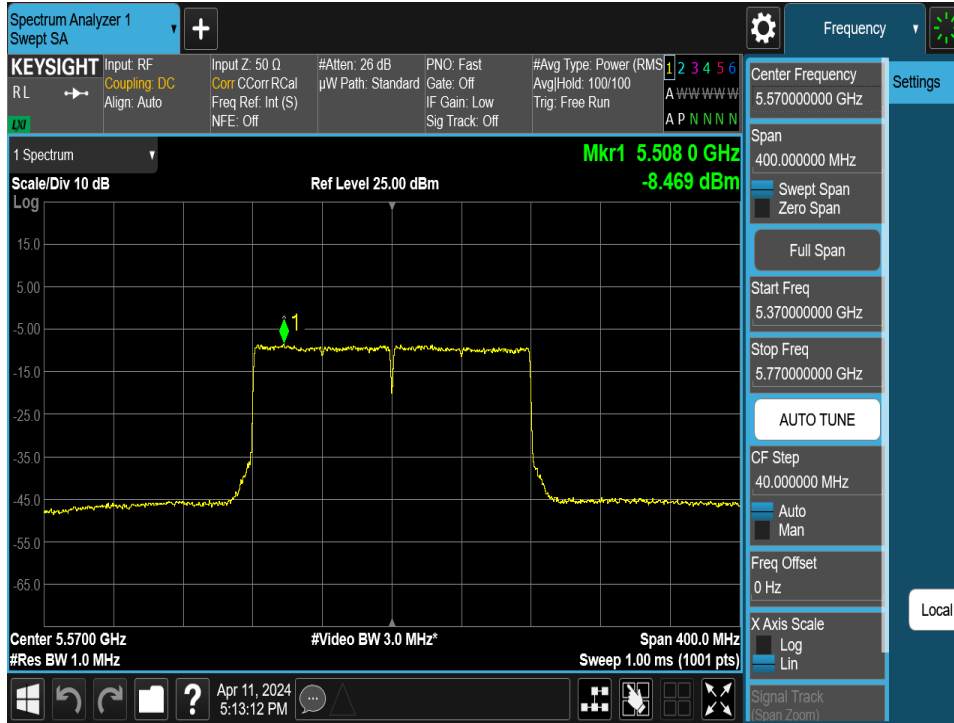 Spectrum Analyzer 1
Swept SA
+
Frequency
KEYSIGHT
RL
LXI
Input: RF
Coupling: DC
Align: Auto
Input Z: 50 Ω
Corr CCorr RCal
Freq Ref: Int (S)
NFE: Off
#Atten: 26 dB
µW Path: Standard
PNO: Fast
Gate: Off
IF Gain: Low
Sig Track: Off
#Avg Type: Power (RMS
Avg|Hold: 100/100
Trig: Free Run
1 2 3 4 5 6
A W W W W W
A P N N N N
1 Spectrum
Mkr1 5.508 0 GHz
Scale/Div 10 dB
Ref Level 25.00 dBm
-8.469 dBm
Log
15.0
5.00
-5.00
-15.0
-25.0
-35.0
-45.0
-55.0
-65.0
1
Center 5.5700 GHz
#Video BW 3.0 MHz*
Span 400.0 MHz
#Res BW 1.0 MHz
Sweep 1.00 ms (1001 pts)
Center Frequency
5.570000000 GHz
Settings
Span
400.000000 MHz
Swept Span
Zero Span
Full Span
Start Freq
5.370000000 GHz
Stop Freq
5.770000000 GHz
AUTO TUNE
CF Step
40.000000 MHz
Auto
Man
Freq Offset
0 Hz
Local
X Axis Scale
Log
Lin
Signal Track
(Span Zoom)
?
Apr 11, 2024
5:13:12 PM